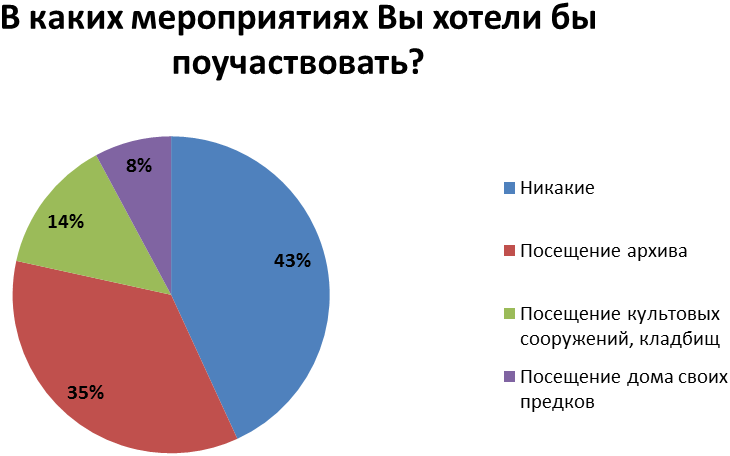 В каких мероприятиях Вы хотели бы
поучаствовать?
8%
14%
43%
35%
Никакие
Посещение архива
Посещение культовых
сооружений, кладбищ
Посещение дома своих
предков